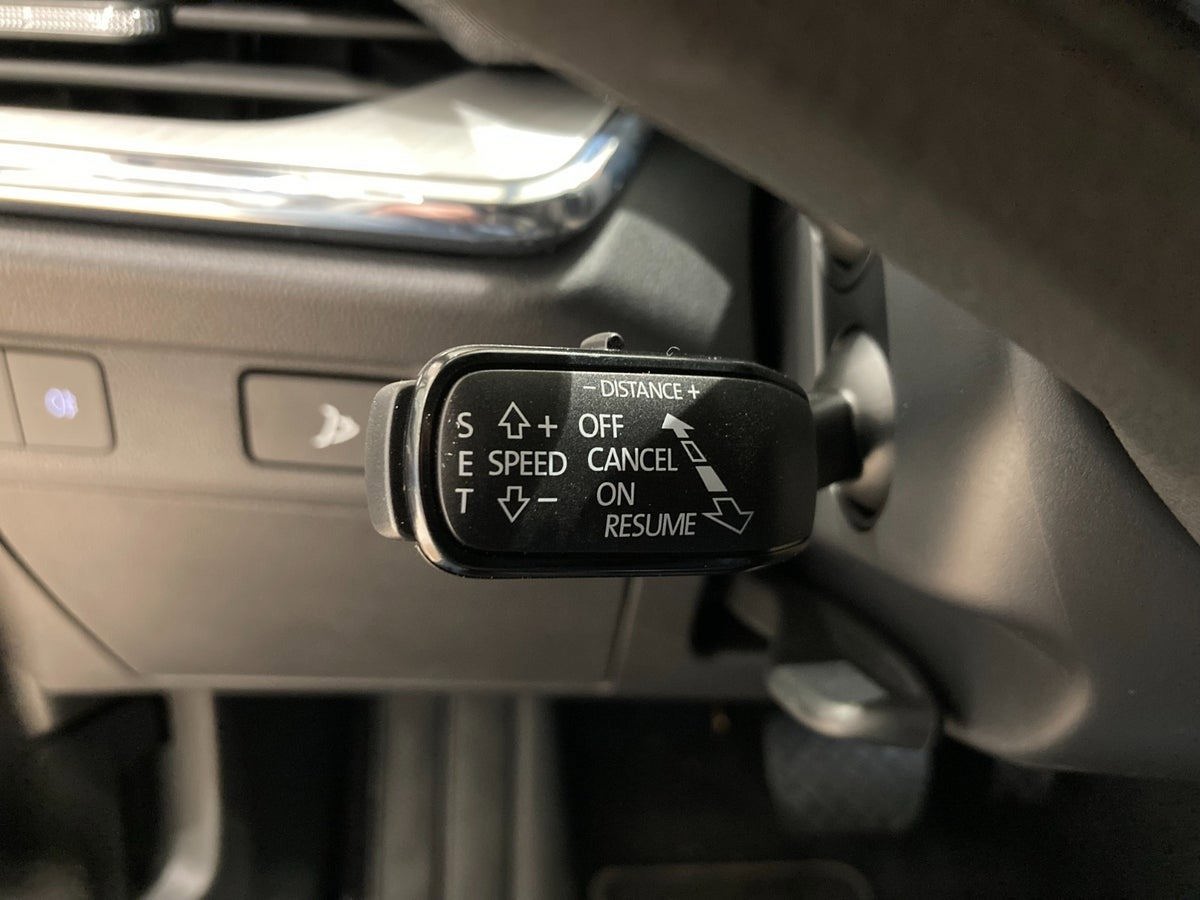 − DISTANCE +
S + OFF
E SPEED CANCEL
T − ON
RESUME